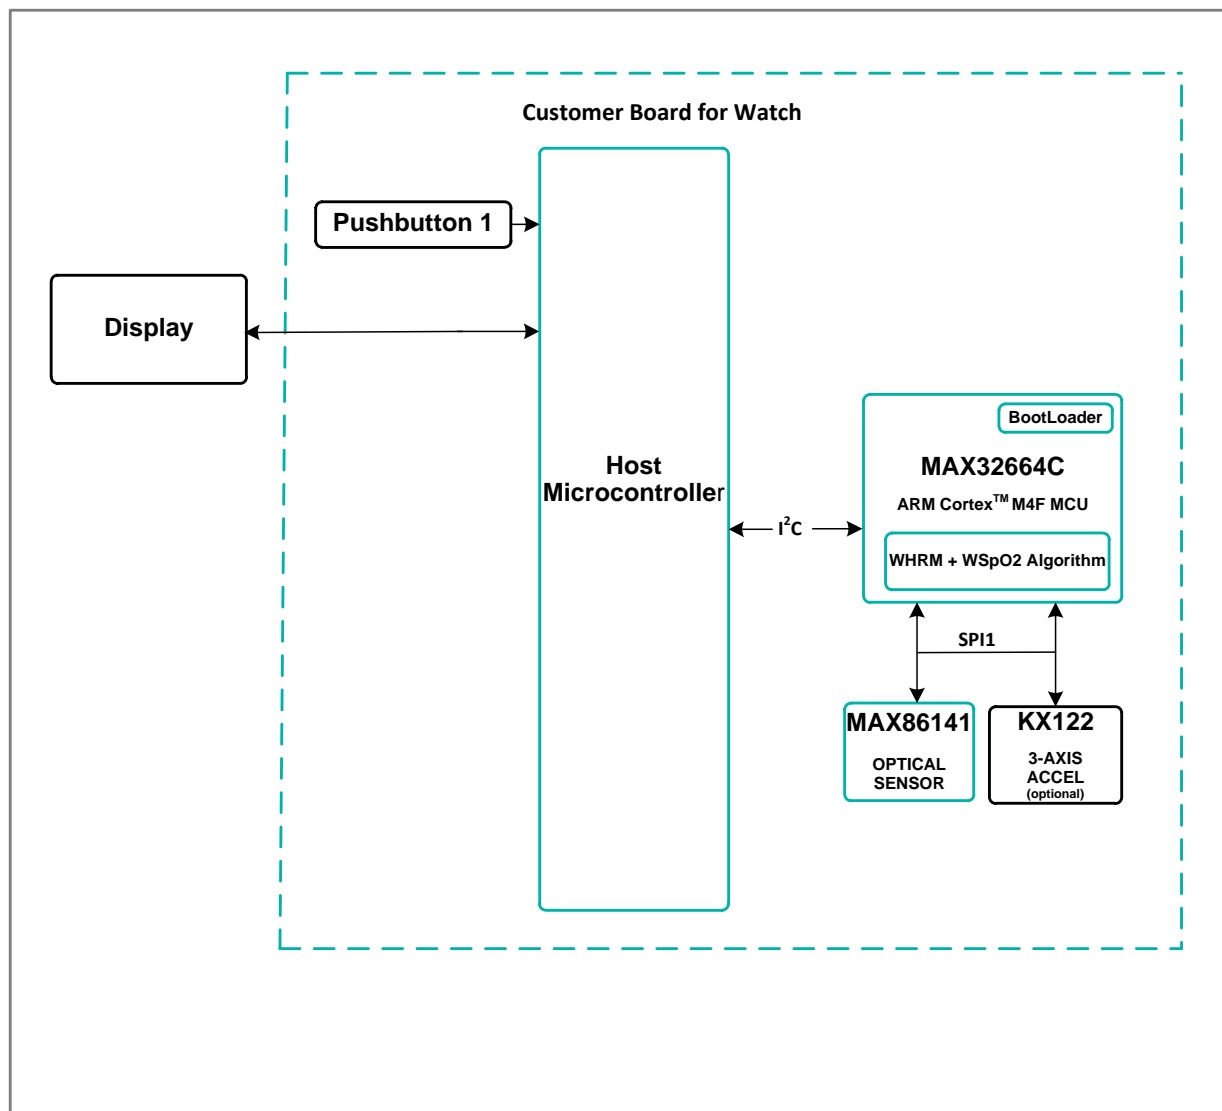 Customer Board for Watch
Pushbutton 1
Display
Host
Microcontroller
I²C
BootLoader
MAX32664C
ARM Cortex™ M4F MCU
WHRM + WSpO2 Algorithm
SPI1
MAX86141
OPTICAL
SENSOR
KX122
3-AXIS
ACCEL
(optional)